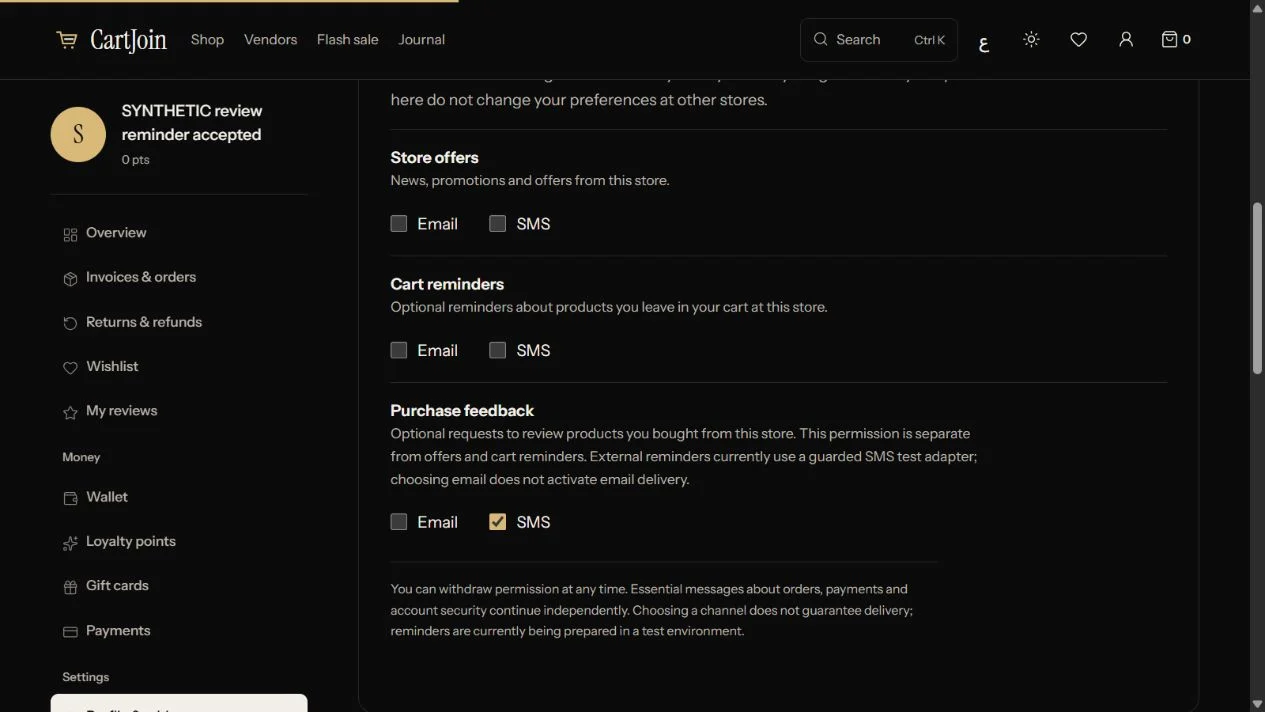 CartJoin
Shop
Vendors
Flash sale
Journal
Search
Ctrl K
ع
0
SYNTHETIC review
reminder accepted
S
0 pts
Overview
Invoices & orders
Returns & refunds
Wishlist
My reviews
Money
Wallet
Loyalty points
Gift cards
Payments
Settings
here do not change your preferences at other stores.
Store offers
News, promotions and offers from this store.
Email
SMS
Cart reminders
Optional reminders about products you leave in your cart at this store.
Email
SMS
Purchase feedback
Optional requests to review products you bought from this store. This permission is separate
from offers and cart reminders. External reminders currently use a guarded SMS test adapter;
choosing email does not activate email delivery.
Email
SMS
You can withdraw permission at any time. Essential messages about orders, payments and
account security continue independently. Choosing a channel does not guarantee delivery;
reminders are currently being prepared in a test environment.